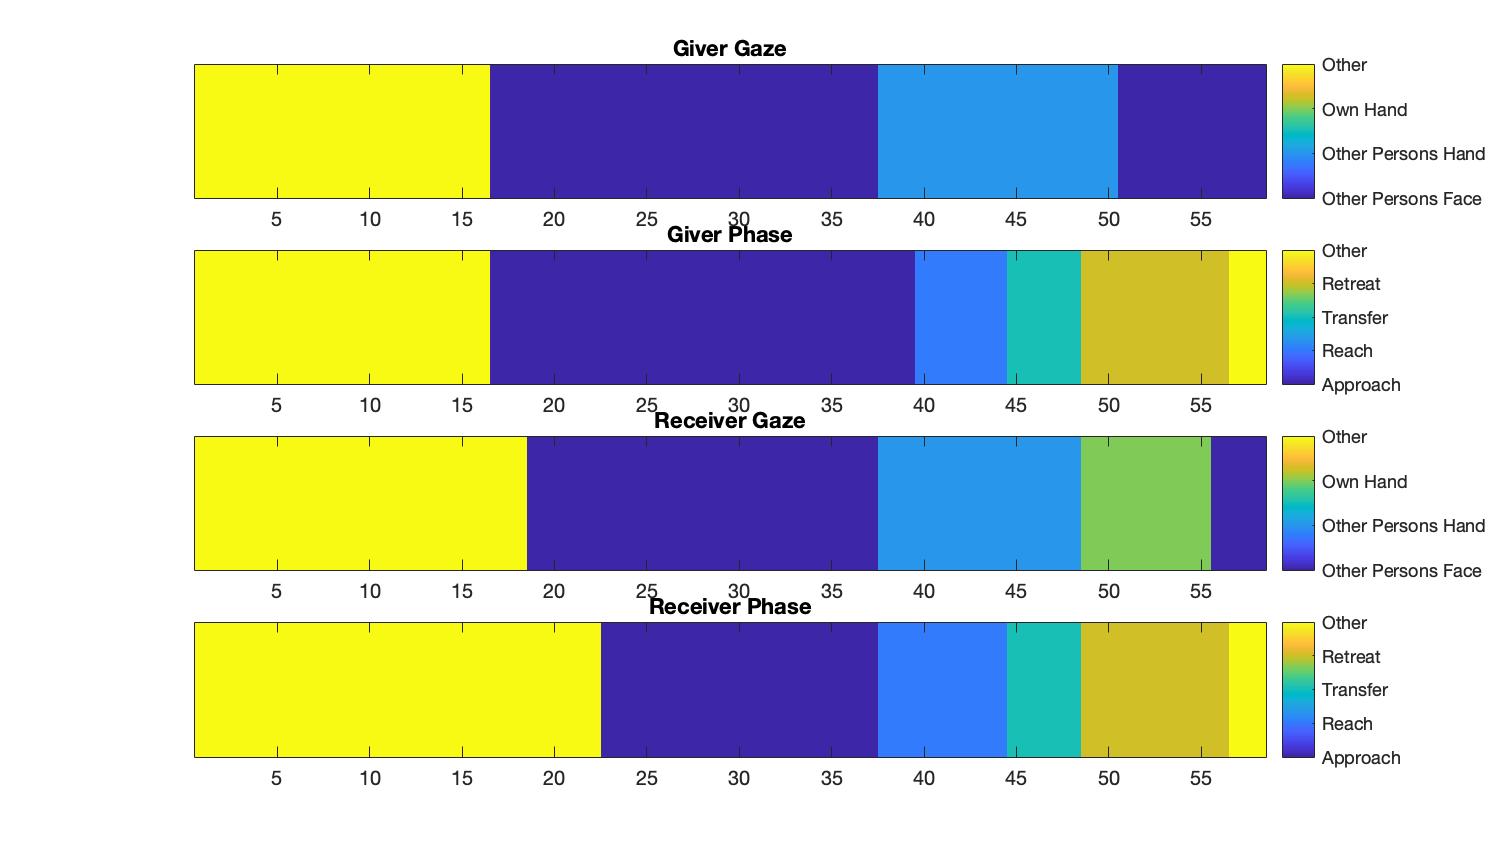 Giver Gaze
Other
Own Hand
Other Persons Hand
Other Persons Face
5 10 15 20 25 30 35 40 45 50 55
Giver Phase
Other
Retreat
Transfer
Reach
Approach
5 10 15 20 25 30 35 40 45 50 55
Receiver Gaze
Other
Own Hand
Other Persons Hand
Other Persons Face
5 10 15 20 25 30 35 40 45 50 55
Receiver Phase
Other
Retreat
Transfer
Reach
Approach
5 10 15 20 25 30 35 40 45 50 55